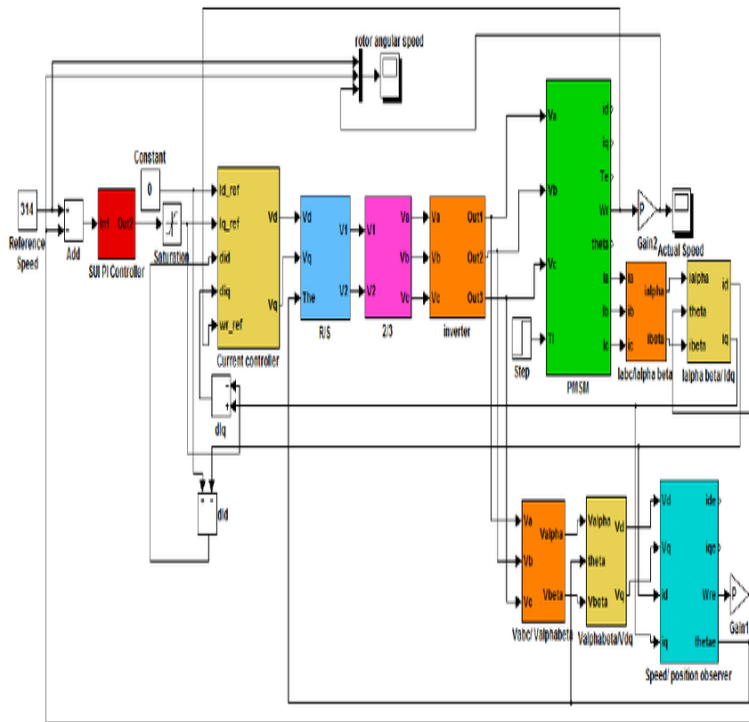 rotor angular speed
Constant
0
314
Reference Speed
Add
In1 Out2
SUI PI Controller
Saturation
Id_ref
Iq_ref
did
diq
wr_ref
Vd
Vq
Current controller
Vd
Vq
The
V1
V2
R/S
V1
V2
Va
Vb
Vc
2/3
Va
Vb
Vc
Out1
Out2
Out3
inverter
Step
Va
Vb
Vc
Tl
id
iq
Te
Wr
theta
Ia
Ib
Ic
PMSM
P
Gain2
Actual Speed
ia
ib
ic
ialpha
ibeta
Iabc/Ialpha beta
ialpha
theta
ibeta
id
iq
Ialpha beta/ Idq
diq
did
Va
Vb
Vc
Valpha
Vbeta
Vabc/ Valphabeta
Valpha
theta
Vbeta
Vd
Vq
Valphabeta/Vdq
Vd
Vq
id
iq
ide
iqe
Wre
thetae
Speed/ position observer
P
Gain1